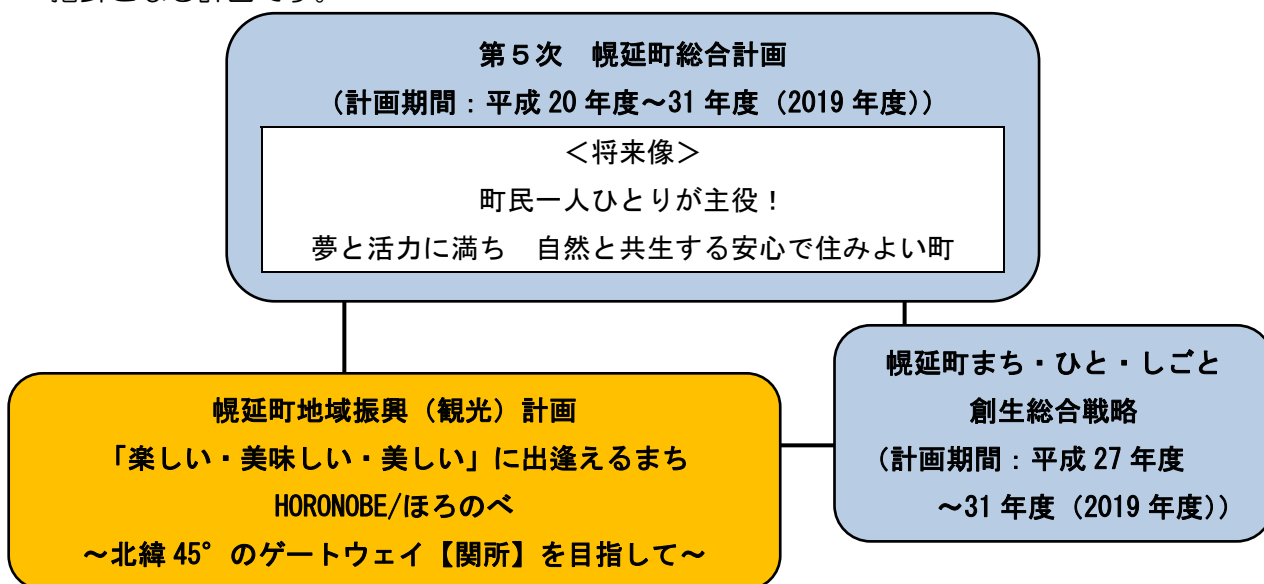 第５次　幌延町総合計画
（計画期間：平成 20 年度～31 年度（2019 年度））
＜将来像＞
町民一人ひとりが主役！
夢と活力に満ち　自然と共生する安心で住みよい町
幌延町地域振興（観光）計画
「楽しい・美味しい・美しい」に出逢えるまち
HORONOBE/ほろのべ
～北緯 45°のゲートウェイ【関所】を目指して～
幌延町まち・ひと・しごと
創生総合戦略
（計画期間：平成 27 年度
～31 年度（2019 年度））